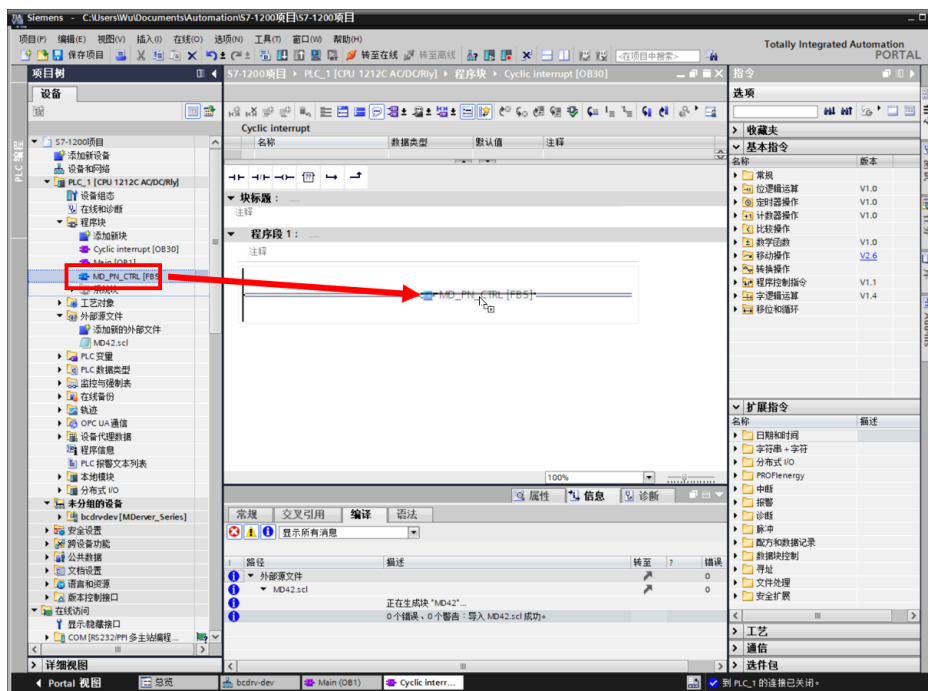 Siemens - C:\Users\Wu\Documents\Automation\S7-1200项目\S7-1200项目
项目(P) 编辑(E) 视图(V) 插入(I) 在线(O) 选项(N) 工具(T) 窗口(W) 帮助(H)
Totally Integrated Automation
PORTAL
保存项目
转至在线
转至离线
<在项目中搜索>
项目树
设备
PLC 编程
S7-1200项目
添加新设备
设备和网络
PLC_1 [CPU 1212C AC/DC/Rly]
设备组态
在线和诊断
程序块
添加新块
Cyclic interrupt [OB30]
Main [OB1]
MD_PN_CTRL [FB5
系统块
工艺对象
外部源文件
添加新的外部文件
MD42.scl
PLC 变量
PLC 数据类型
监控与强制表
在线备份
轨迹
OPC UA 通信
设备代理数据
程序信息
PLC 报警文本列表
本地模块
分布式 I/O
未分组的设备
bcdrv-dev [MDerver_Series]
安全设置
跨设备功能
公共数据
文档设置
语言和资源
版本控制接口
在线访问
显示/隐藏接口
COM [RS232/PPI 多主站编程...
详细视图
S7-1200项目 PLC_1 [CPU 1212C AC/DC/Rly] 程序块 Cyclic interrupt [OB30]
Cyclic interrupt
名称 数据类型 默认值 注释
块标题：
注释
程序段 1：
注释
MD_PN_CTRL [FB5]
100%
属性 信息 诊断
常规 交叉引用 编译 语法
显示所有消息
! 路径 描述 转至 ? 错误
外部源文件 0
MD42.scl 0
正在生成块 "MD42"...
0 个错误、0 个警告：导入 MD42.scl 成功。
指令
选项
收藏夹
基本指令
名称 版本
常规
位逻辑运算 V1.0
定时器操作 V1.0
计数器操作 V1.0
比较操作
数学函数 V1.0
移动操作 V2.6
转换操作
程序控制指令 V1.1
字逻辑运算 V1.4
移位和循环
扩展指令
名称 描述
日期和时间
字符串 + 字符
分布式 I/O
PROFIenergy
中断
报警
诊断
脉冲
配方和数据记录
数据块控制
寻址
文件处理
安全扩展
工艺
通信
选件包
Portal 视图 总览 bcdrv-dev Main (OB1) Cyclic interr... 到 PLC_1 的连接已关闭。